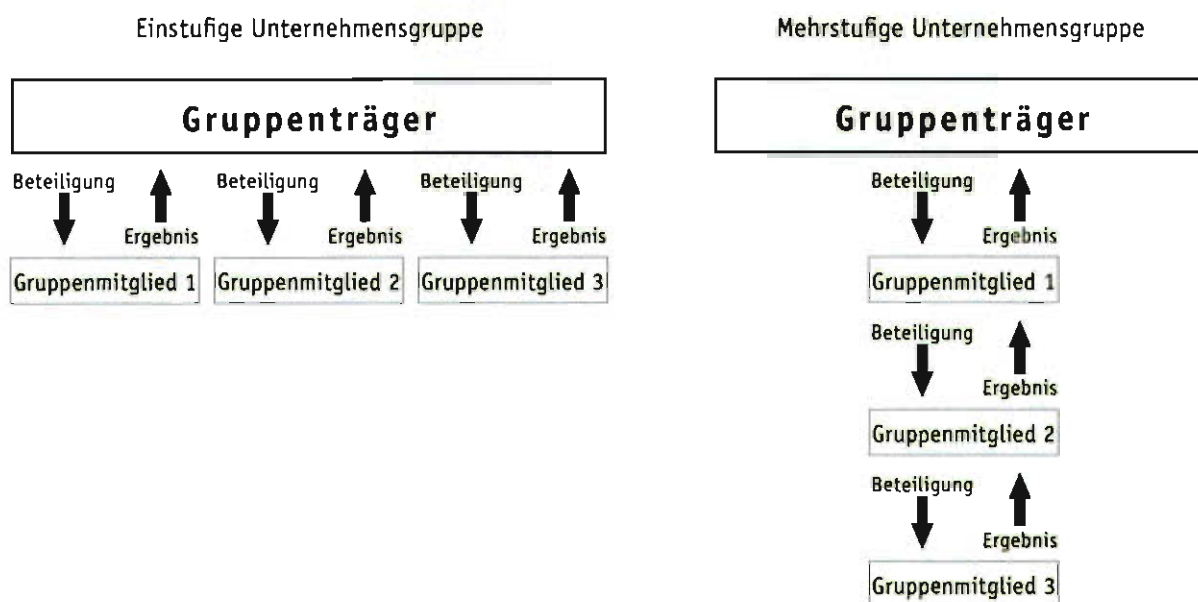 Einstufige Unternehmensgruppe
Gruppenträger
Beteiligung Beteiligung Beteiligung
Ergebnis Ergebnis Ergebnis
Gruppenmitglied 1 Gruppenmitglied 2 Gruppenmitglied 3
Mehrstufige Unternehmensgruppe
Gruppenträger
Beteiligung
Ergebnis
Gruppenmitglied 1
Beteiligung
Ergebnis
Gruppenmitglied 2
Beteiligung
Ergebnis
Gruppenmitglied 3